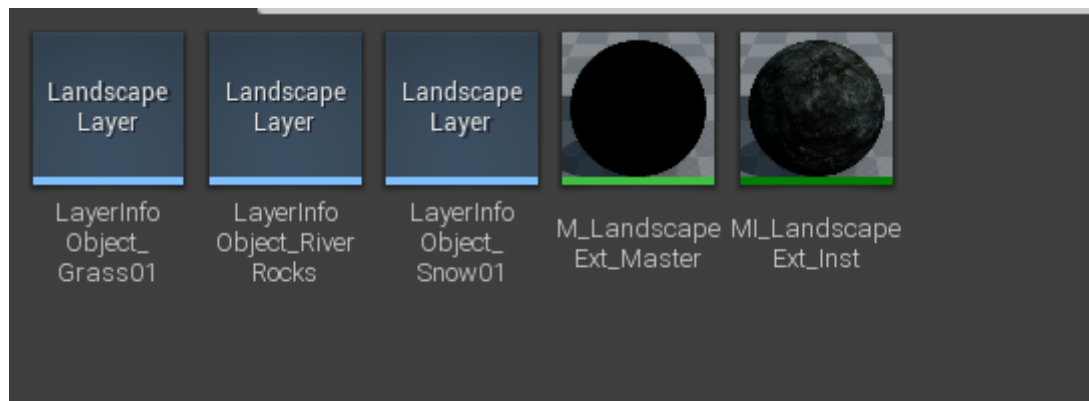 Landscape
Layer
Landscape
Layer
Landscape
Layer
LayerInfo
Object_
Grass01
LayerInfo
Object_River
Rocks
LayerInfo
Object_
Snow01
M_Landscape
Ext_Master
MI_Landscape
Ext_Inst